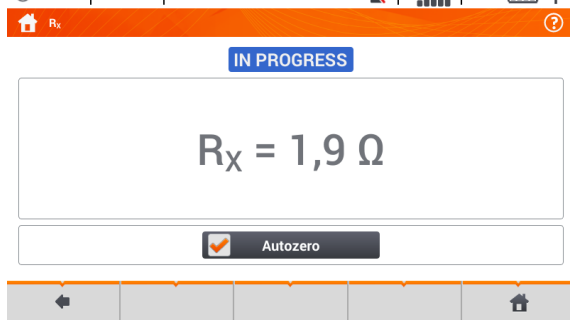 Rₓ
IN PROGRESS
Rₓ = 1,9 Ω
Autozero